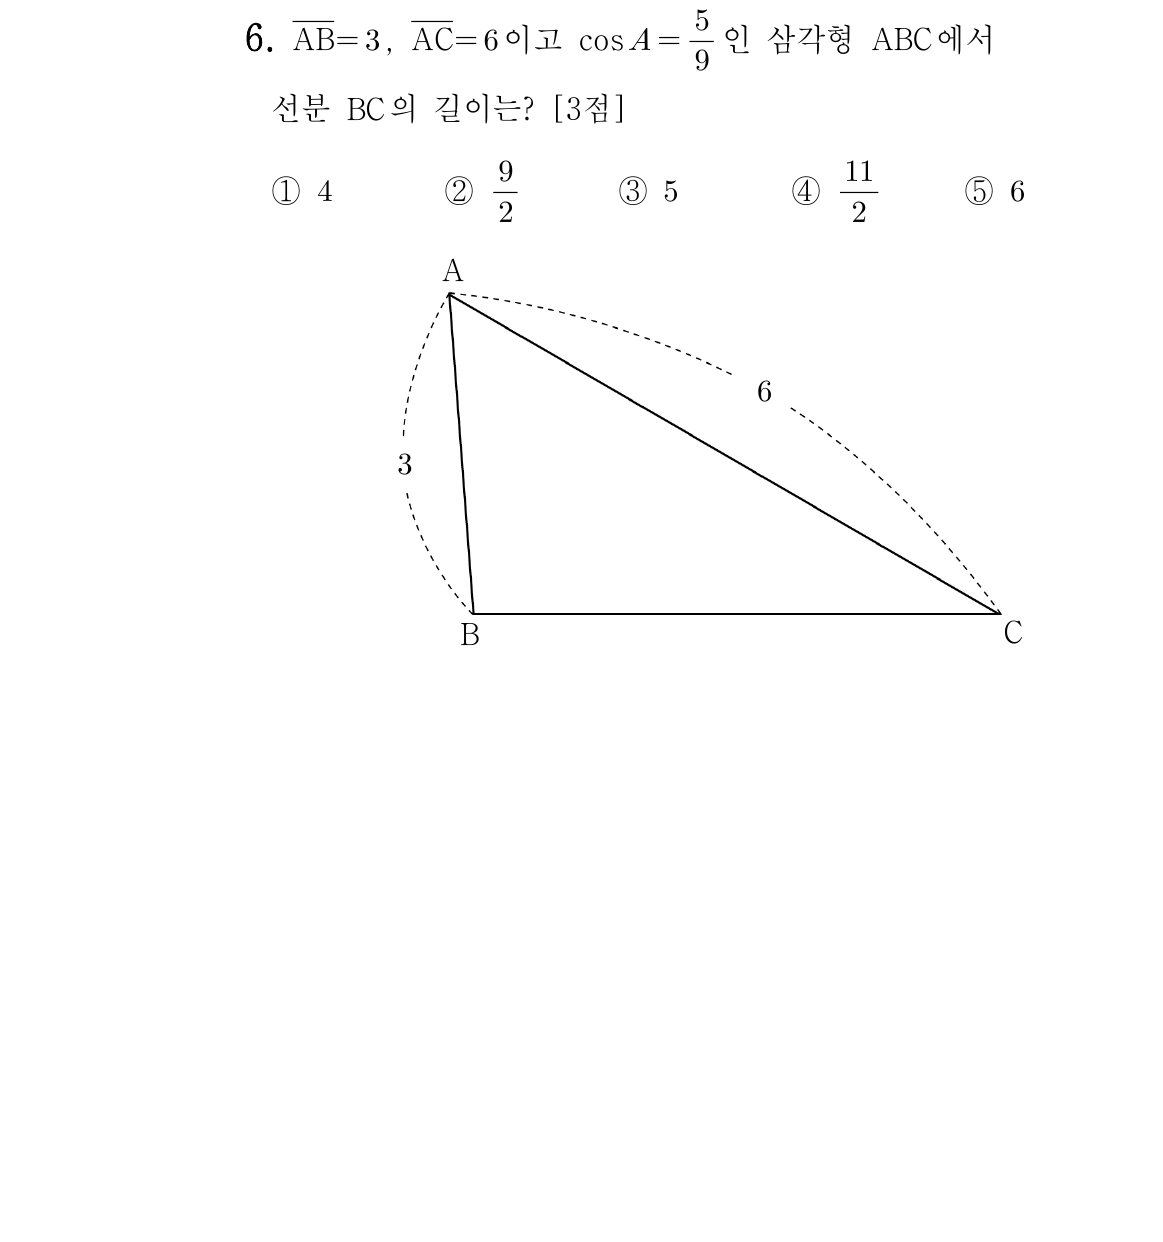 6. AB=3, AC=6이고 cosA=5/9인 삼각형 ABC에서
선분 BC의 길이는? [3점]
① 4 ② 9/2 ③ 5 ④ 11/2 ⑤ 6
A
6
3
B
C